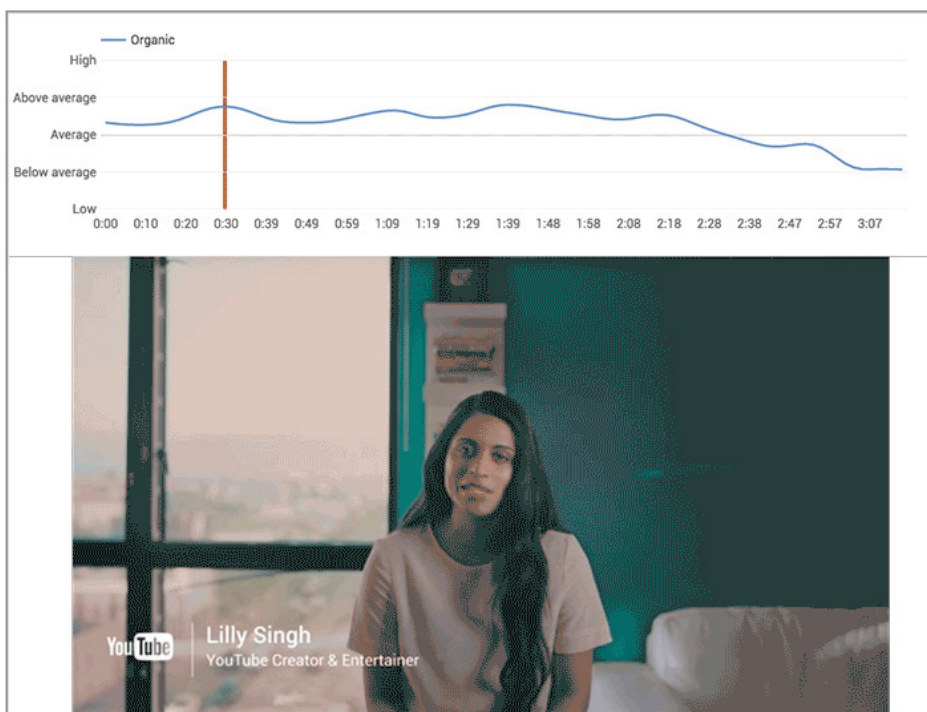 Organic
High
Above average
Average
Below average
Low
0:00 0:10 0:20 0:30 0:39 0:49 0:59 1:09 1:19 1:29 1:39 1:48 1:58 2:08 2:18 2:28 2:38 2:47 2:57 3:07
YouTube
Lilly Singh
YouTube Creator & Entertainer